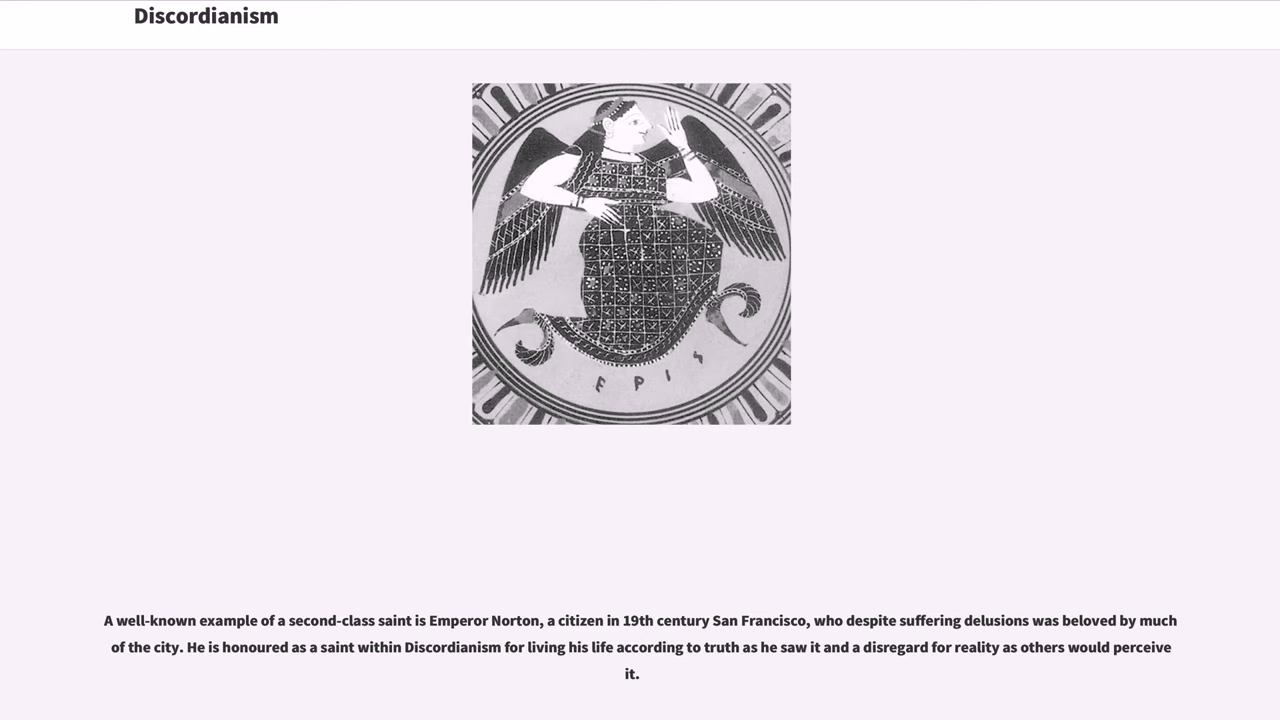 Discordianism
EPIS
A well-known example of a second-class saint is Emperor Norton, a citizen in 19th century San Francisco, who despite suffering delusions was beloved by much
of the city. He is honoured as a saint within Discordianism for living his life according to truth as he saw it and a disregard for reality as others would perceive
it.